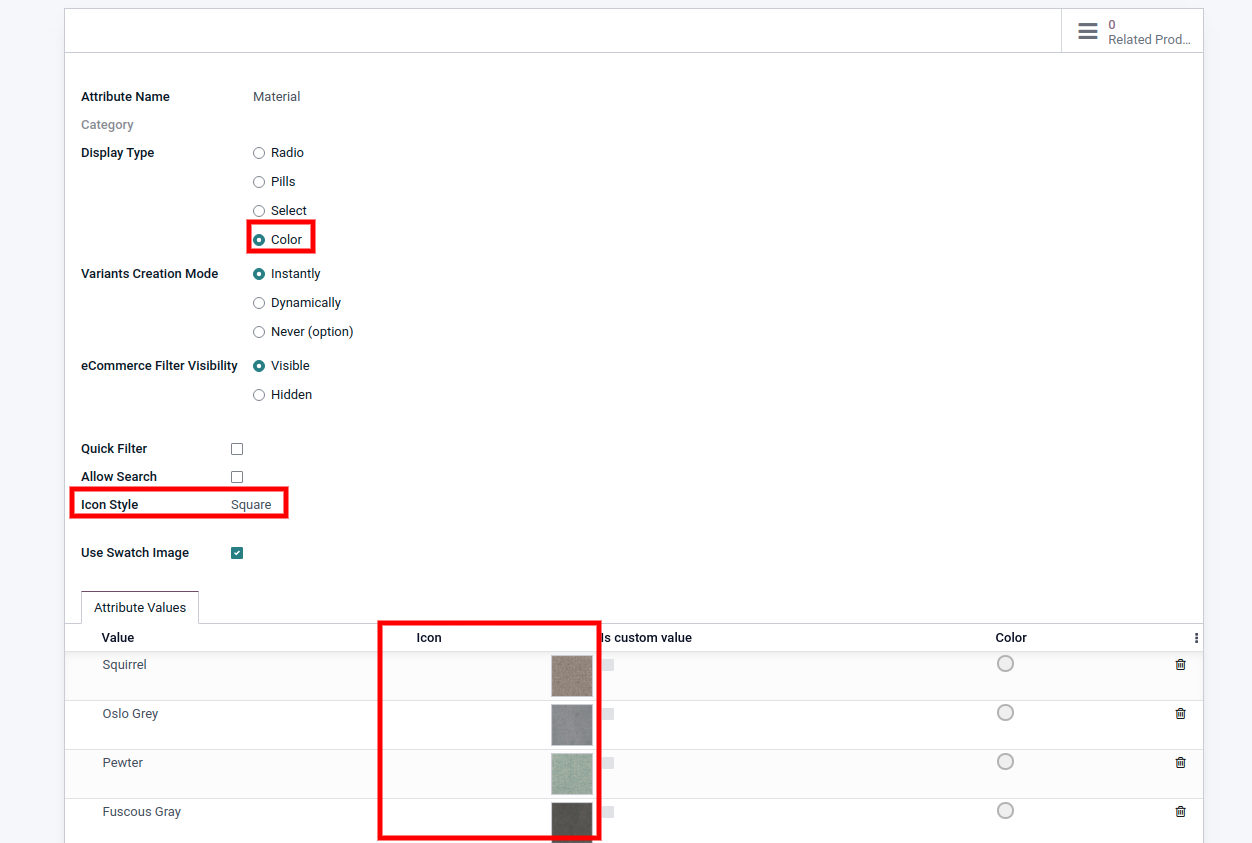 0
Related Prod...
Attribute Name Material
Category
Display Type Radio
Pills
Select
Color
Variants Creation Mode Instantly
Dynamically
Never (option)
eCommerce Filter Visibility Visible
Hidden
Quick Filter
Allow Search
Icon Style Square
Use Swatch Image
Attribute Values
Value Icon Is custom value Color
Squirrel
Oslo Grey
Pewter
Fuscous Gray